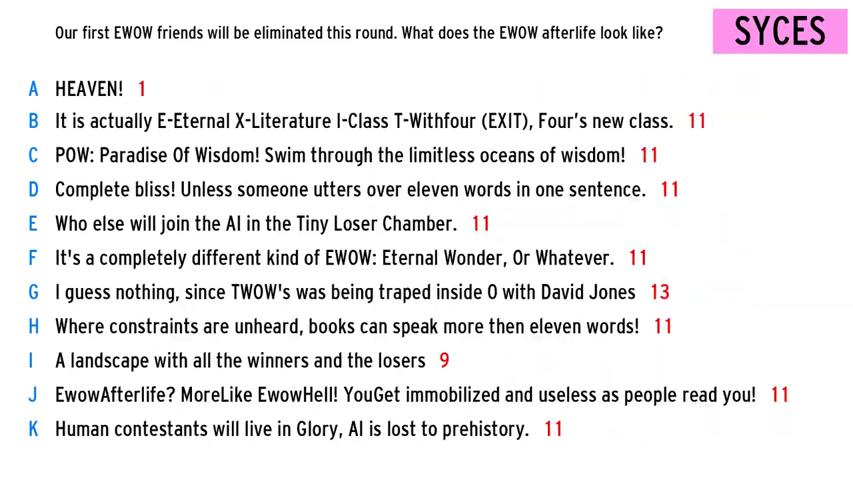 Our first EWOW friends will be eliminated this round. What does the EWOW afterlife look like?
SYCES
A HEAVEN! 1
B It is actually E-Eternal X-Literature I-Class T-Withfour (EXIT), Four's new class. 11
C POW: Paradise Of Wisdom! Swim through the limitless oceans of wisdom! 11
D Complete bliss! Unless someone utters over eleven words in one sentence. 11
E Who else will join the AI in the Tiny Loser Chamber. 11
F It's a completely different kind of EWOW: Eternal Wonder, Or Whatever. 11
G I guess nothing, since TWOW's was being traped inside O with David Jones 13
H Where constraints are unheard, books can speak more then eleven words! 11
I A landscape with all the winners and the losers 9
J EwowAfterlife? MoreLike EwowHell! YouGet immobilized and useless as people read you! 11
K Human contestants will live in Glory, AI is lost to prehistory. 11